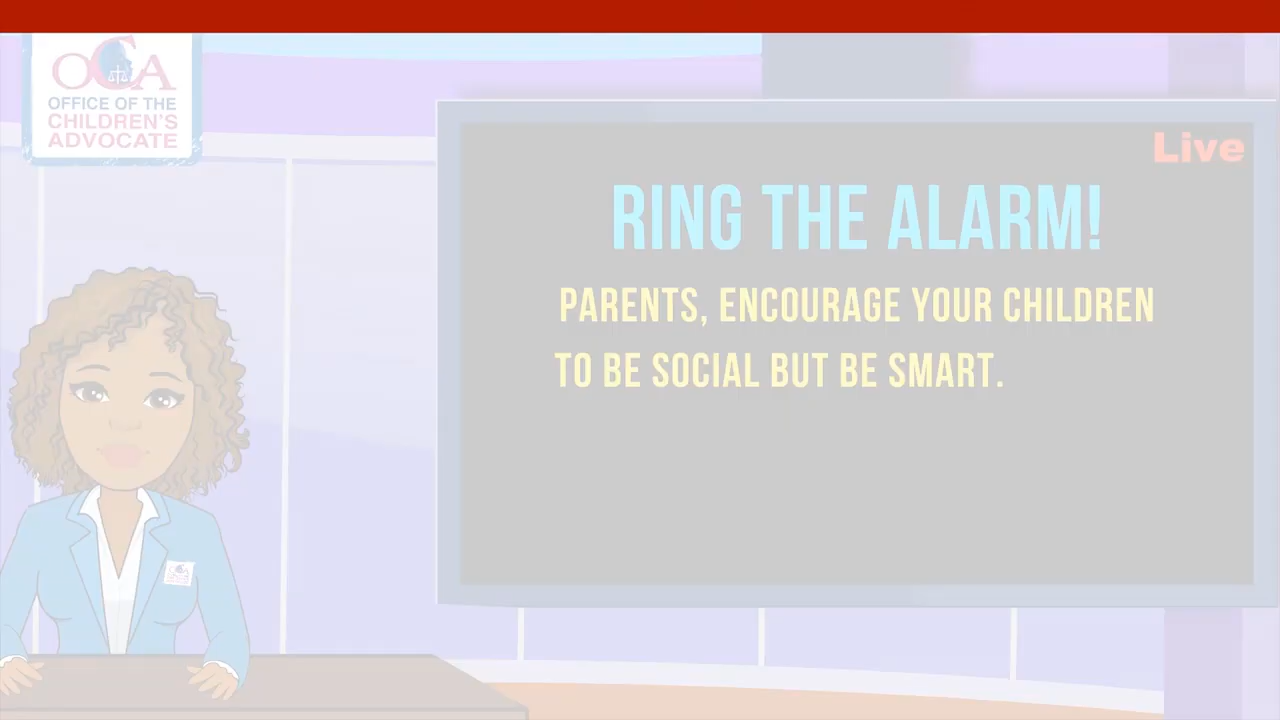 OCA
OFFICE OF THE
CHILDREN'S
ADVOCATE
Live
RING THE ALARM!
PARENTS, ENCOURAGE YOUR CHILDREN
TO BE SOCIAL BUT BE SMART.